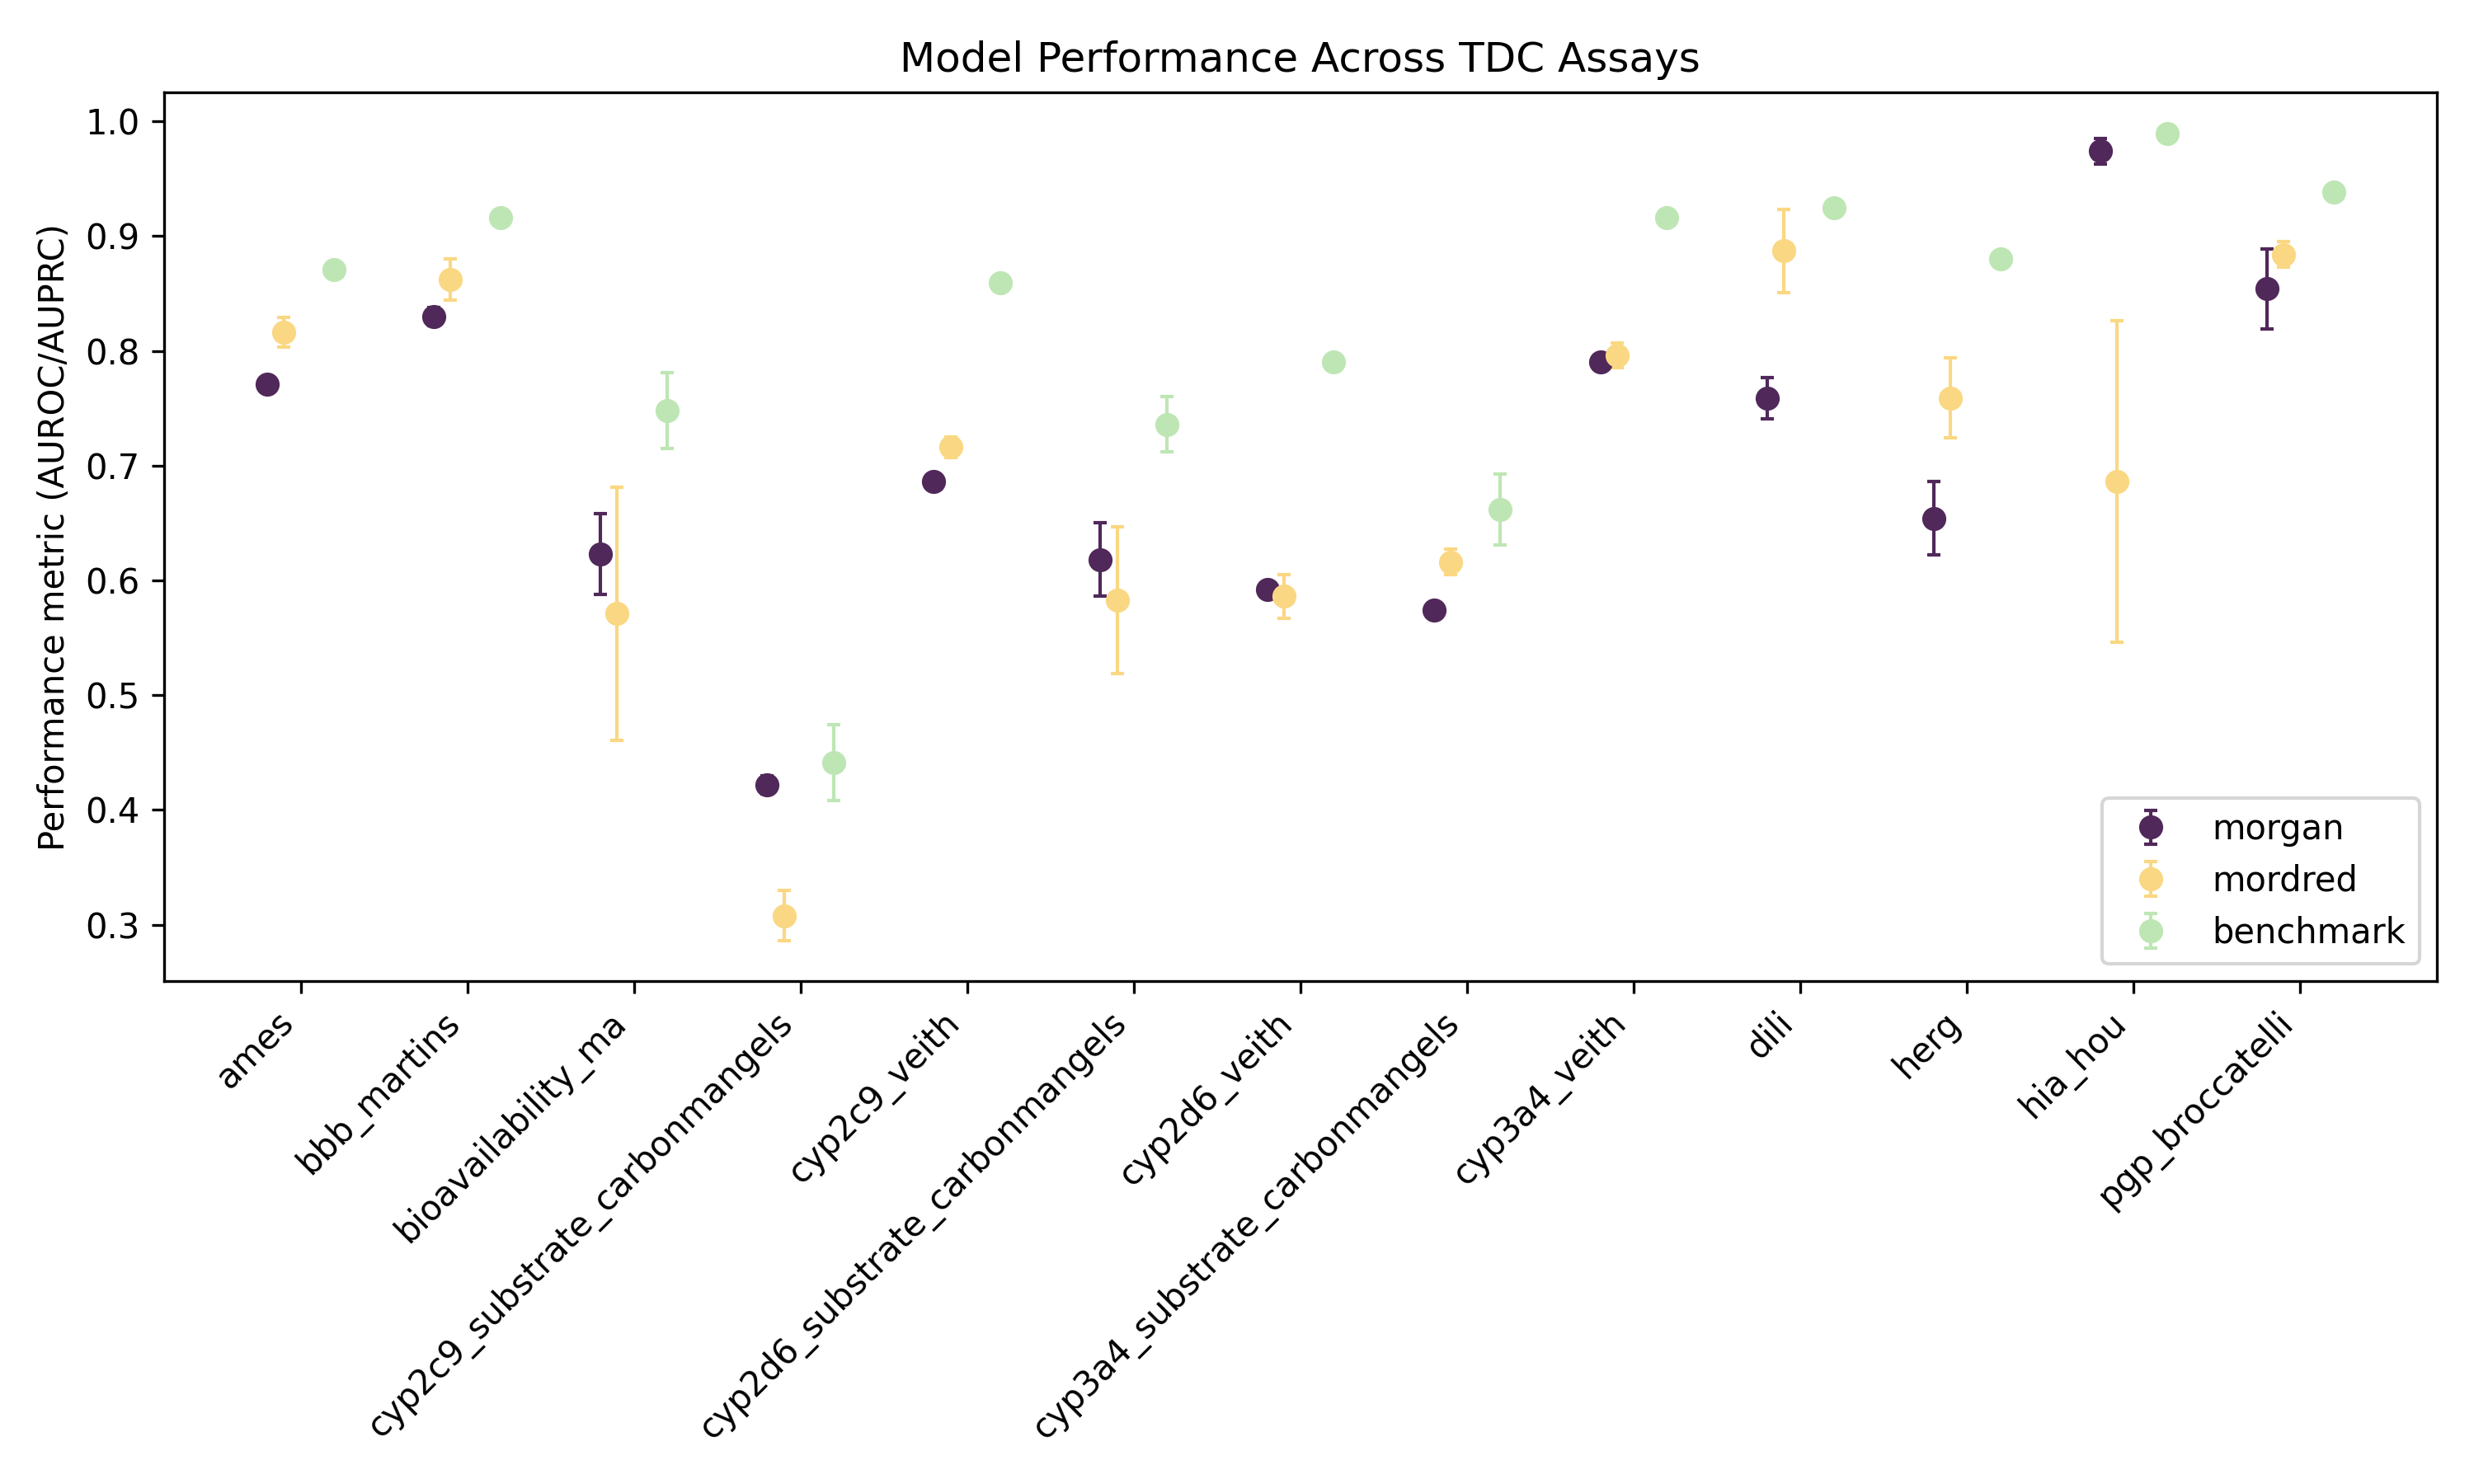 Model Performance Across TDC Assays
Performance metric (AUROC/AUPRC)
1.0
0.9
0.8
0.7
0.6
0.5
0.4
0.3
morgan
mordred
benchmark
ames
bbb_martins
bioavailability_ma
cyp2c9_substrate_carbonmangels
cyp2c9_veith
cyp2d6_substrate_carbonmangels
cyp2d6_veith
cyp3a4_substrate_carbonmangels
cyp3a4_veith
dili
herg
hia_hou
pgp_broccatelli